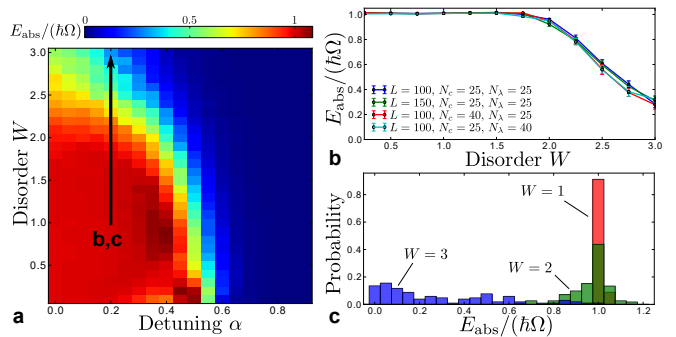 E_abs/(ħΩ) 0 0.5 1
3.0
2.5
2.0
1.5
1.0
0.5
Disorder W
b,c
0.0 0.2 0.4 0.6 0.8
Detuning α
a
1.0
0.8
0.6
0.4
0.2
0.0
E_abs/(ħΩ)
L = 100, N_c = 25, N_λ = 25
L = 150, N_c = 25, N_λ = 25
L = 100, N_c = 40, N_λ = 25
L = 100, N_c = 25, N_λ = 40
0.5 1.0 1.5 2.0 2.5 3.0
Disorder W
b
0.8
0.6
0.4
0.2
0.0
Probability
W = 1
W = 2
W = 3
0.0 0.2 0.4 0.6 0.8 1.0 1.2
E_abs/(ħΩ)
c